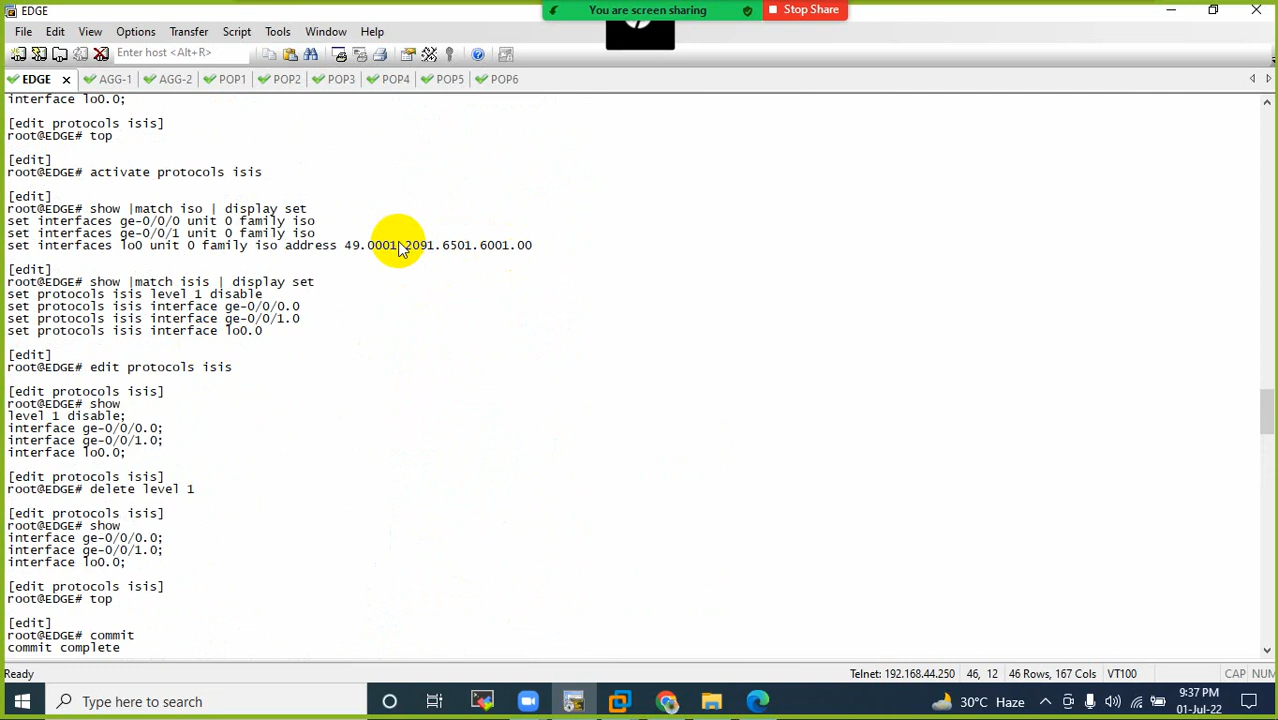 EDGE
You are screen sharing
Stop Share
File Edit View Options Transfer Script Tools Window Help
Enter host <Alt+R>
EDGE AGG-1 AGG-2 POP1 POP2 POP3 POP4 POP5 POP6
interface lo0.0;
[edit protocols isis]
root@EDGE# top
[edit]
root@EDGE# activate protocols isis
[edit]
root@EDGE# show |match iso | display set
set interfaces ge-0/0/0 unit 0 family iso
set interfaces ge-0/0/1 unit 0 family iso
set interfaces lo0 unit 0 family iso address 49.0001.2091.6501.6001.00
[edit]
root@EDGE# show |match isis | display set
set protocols isis level 1 disable
set protocols isis interface ge-0/0/0.0
set protocols isis interface ge-0/0/1.0
set protocols isis interface lo0.0
[edit]
root@EDGE# edit protocols isis
[edit protocols isis]
root@EDGE# show
level 1 disable;
interface ge-0/0/0.0;
interface ge-0/0/1.0;
interface lo0.0;
[edit protocols isis]
root@EDGE# delete level 1
[edit protocols isis]
root@EDGE# show
interface ge-0/0/0.0;
interface ge-0/0/1.0;
interface lo0.0;
[edit protocols isis]
root@EDGE# top
[edit]
root@EDGE# commit
commit complete
Ready Telnet: 192.168.44.250 46, 12 46 Rows, 167 Cols VT100 CAP NUM
Type here to search
30°C Haze
9:37 PM
01-Jul-22